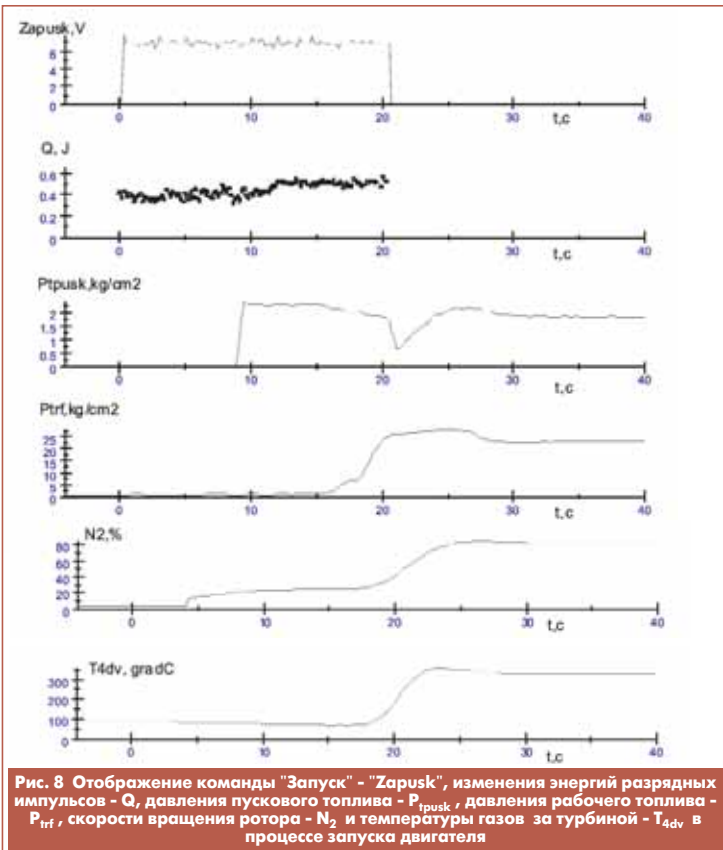 Zapusk,V
6
4
2
0
0 10 20 30 40
t,c
Q, J
0.6
0.4
0.2
0
0 10 20 30 40
t,c
Ptpusk,kg/cm2
2
1.5
1
0.5
0
0 10 20 30 40
t,c
Ptrf,kg/cm2
25
20
15
10
5
0
0 10 20 30 40
t,c
N2,%
80
60
40
20
0
0 10 20 30 40
t,c
T4dv, gradC
300
200
100
0
0 10 20 30 40
t,c
Рис. 8 Отображение команды "Запуск" - "Zapusk", изменения энергий разрядных
импульсов - Q, давления пускового топлива - Ptpusk , давления рабочего топлива -
Ptrf , скорости вращения ротора - N2 и температуры газов за турбиной - T4dv в
процессе запуска двигателя